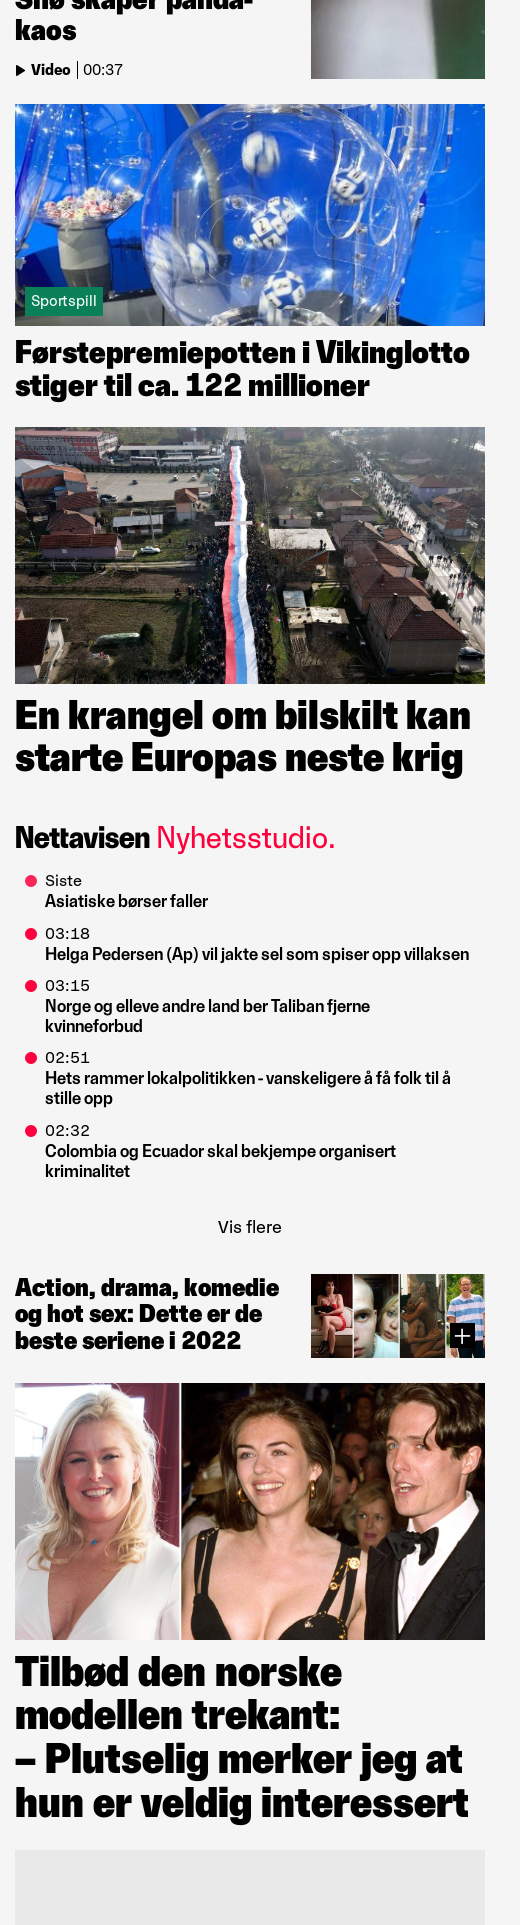 Snø skaper panda-
kaos
Video 00:37
Sportspill
Førstepremiepotten i Vikinglotto
stiger til ca. 122 millioner
En krangel om bilskilt kan
starte Europas neste krig
Nettavisen Nyhetsstudio.
Siste
Asiatiske børser faller
03:18
Helga Pedersen (Ap) vil jakte sel som spiser opp villaksen
03:15
Norge og elleve andre land ber Taliban fjerne
kvinneforbud
02:51
Hets rammer lokalpolitikken - vanskeligere å få folk til å
stille opp
02:32
Colombia og Ecuador skal bekjempe organisert
kriminalitet
Vis flere
Action, drama, komedie
og hot sex: Dette er de
beste seriene i 2022
Tilbød den norske
modellen trekant:
– Plutselig merker jeg at
hun er veldig interessert